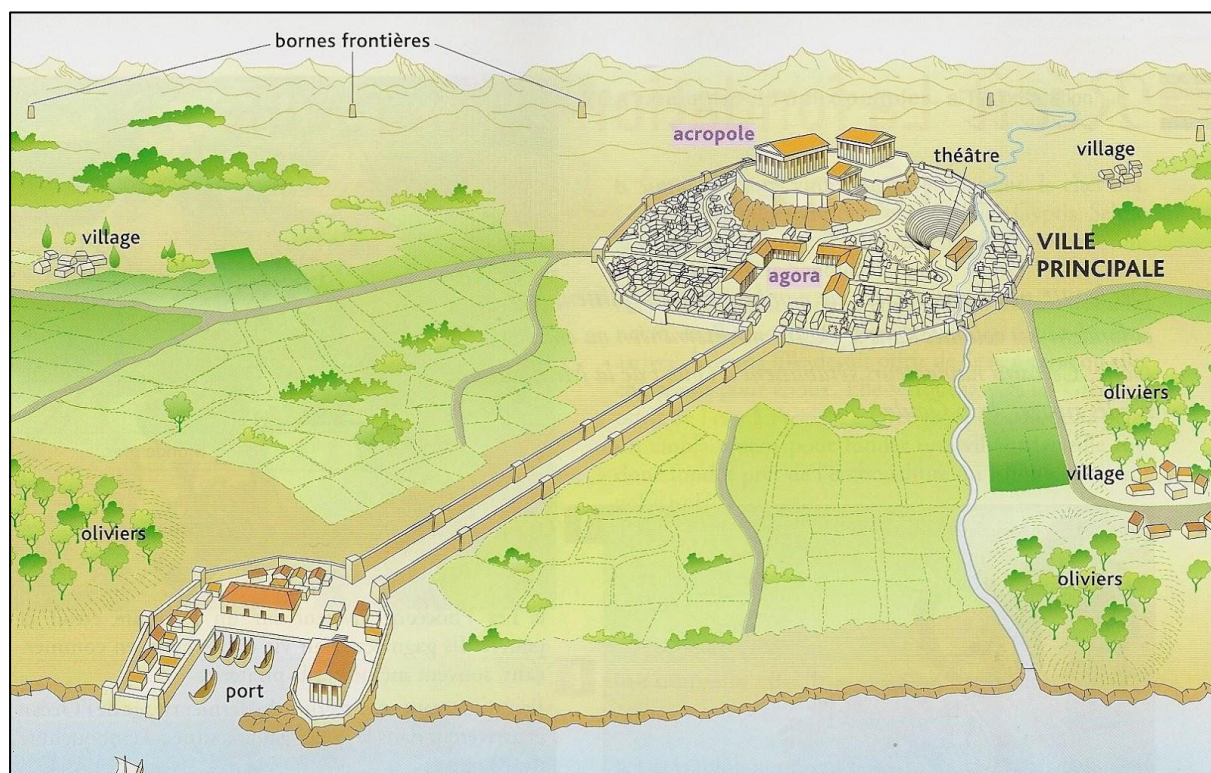 bornes frontières
acropole
théâtre
village
village
VILLE
PRINCIPALE
agora
oliviers
village
oliviers
oliviers
port